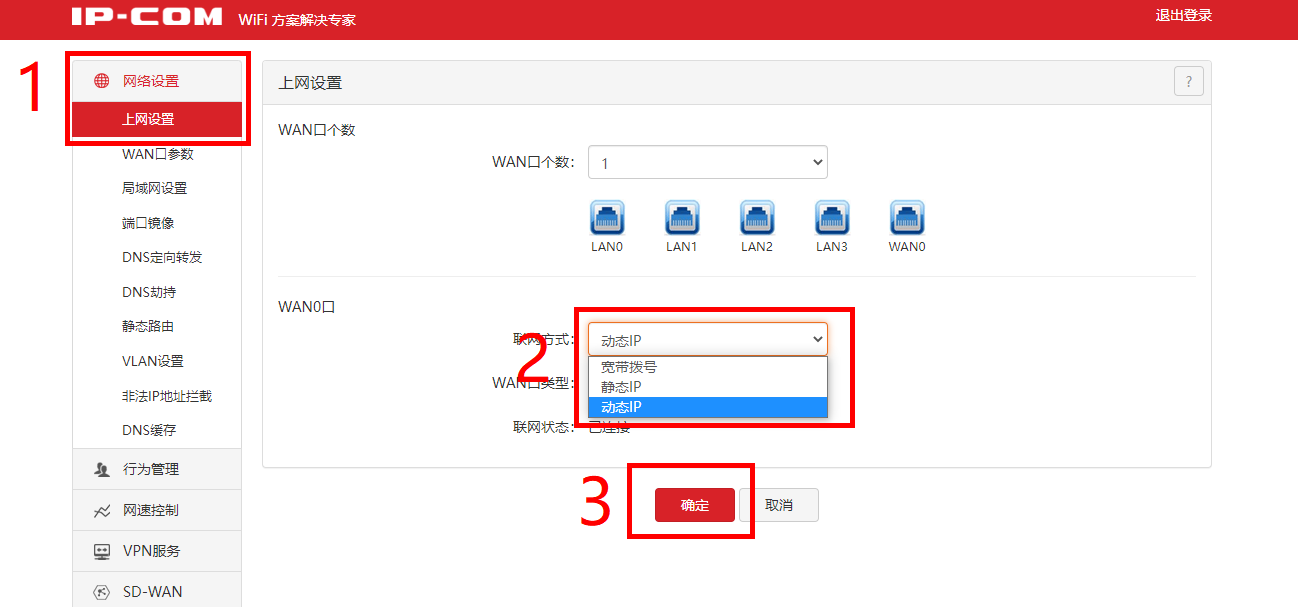 IP-COM WiFi 方案解决专家 退出登录
1
网络设置
上网设置
WAN口参数
局域网设置
端口镜像
DNS定向转发
DNS劫持
静态路由
VLAN设置
非法IP地址拦截
DNS缓存
行为管理
网速控制
VPN服务
SD-WAN
上网设置 ?
WAN口个数
WAN口个数: 1
LAN0 LAN1 LAN2 LAN3 WAN0
WAN0口
2
联网方式: 动态IP
宽带拨号
静态IP
动态IP
WAN口类型:
联网状态: 已连接
3
确定 取消